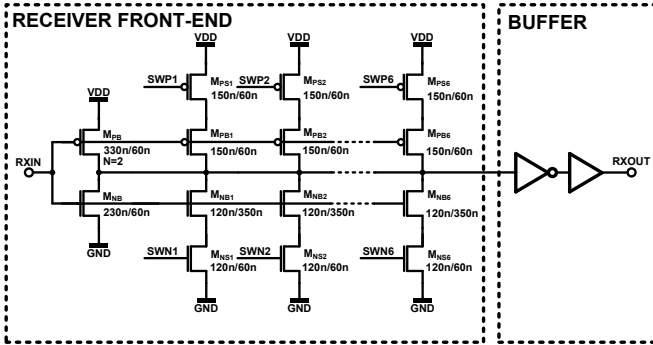 RECEIVER FRONT-END
BUFFER
VDD
VDD
VDD
SWP1
MPS1
150n/60n
SWP2
MPS2
150n/60n
SWP6
MPS6
150n/60n
VDD
MPB
330n/60n
N=2
MPB1
150n/60n
MPB2
150n/60n
MPB6
150n/60n
RXIN
RXOUT
MNB
230n/60n
MNB1
120n/350n
MNB2
120n/350n
MNB6
120n/350n
GND
SWN1
MNS1
120n/60n
SWN2
MNS2
120n/60n
SWN6
MNS6
120n/60n
GND
GND
GND